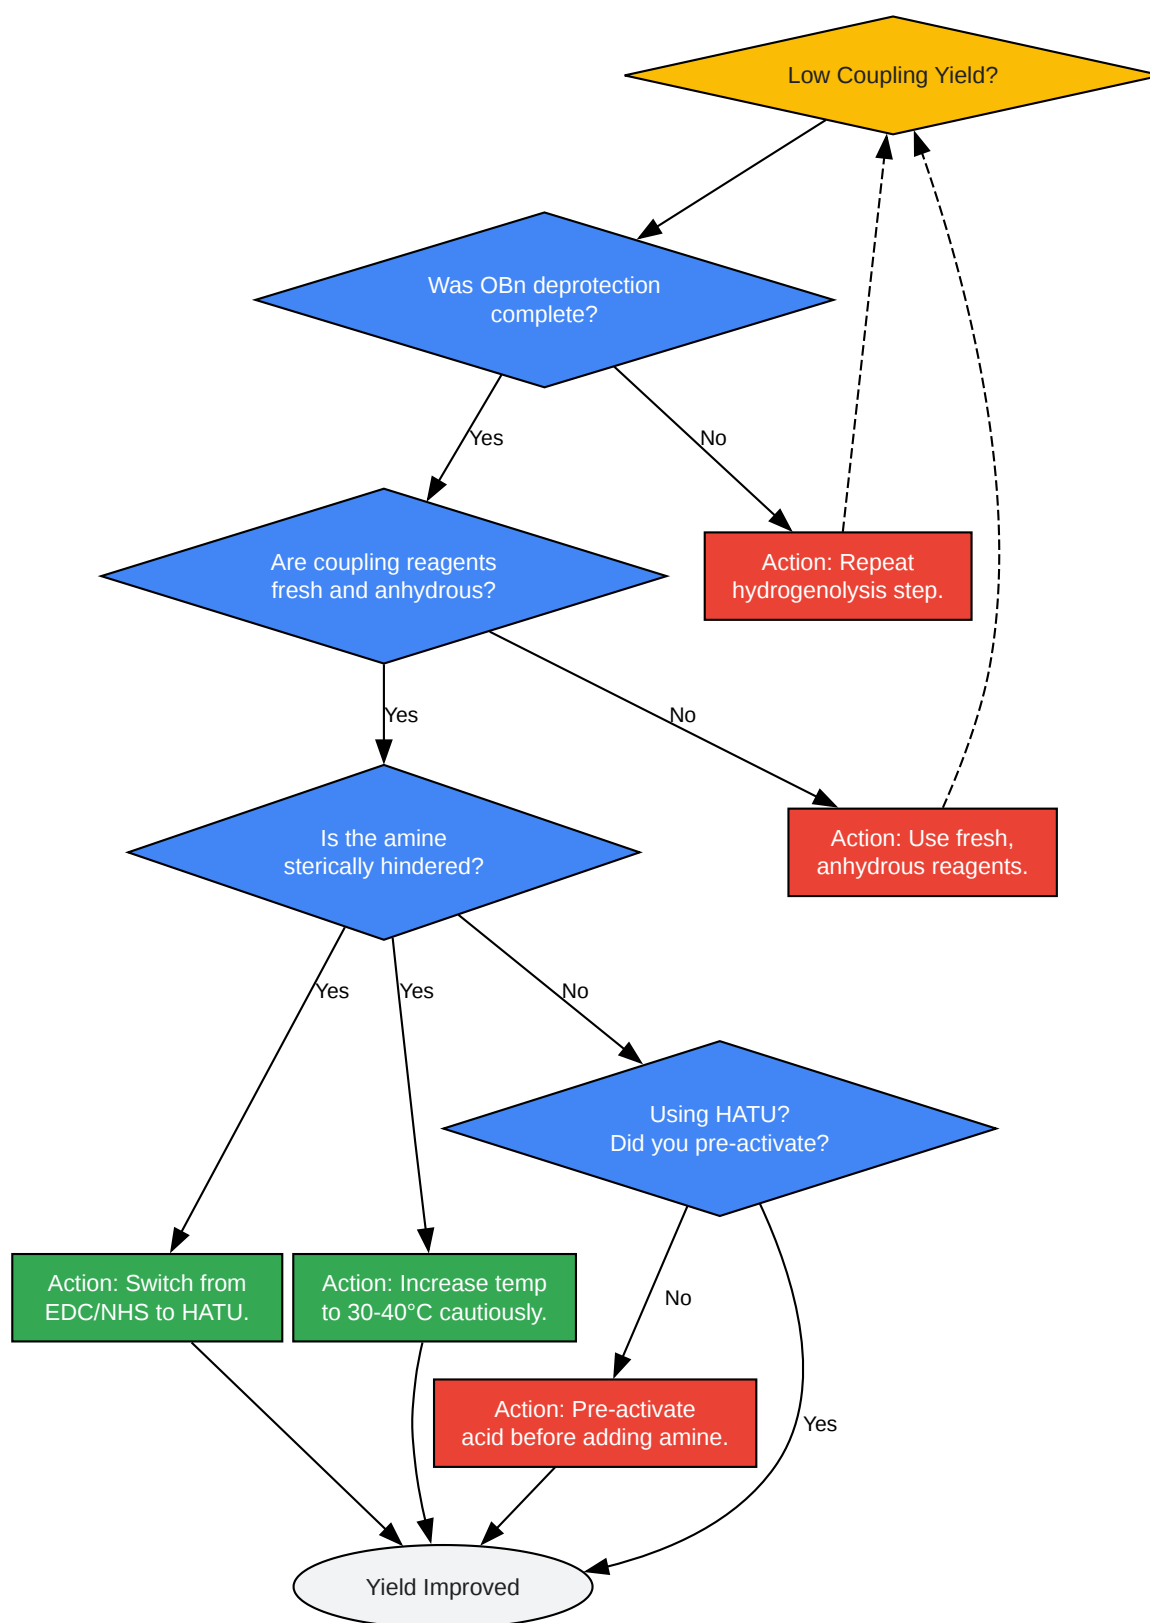 Low Coupling Yield?
Was OBn deprotection
complete?
Yes
No
Action: Repeat
hydrogenolysis step.
Are coupling reagents
fresh and anhydrous?
Yes
No
Action: Use fresh,
anhydrous reagents.
Is the amine
sterically hindered?
Yes
Yes
No
Using HATU?
Did you pre-activate?
Action: Switch from
EDC/NHS to HATU.
Action: Increase temp
to 30-40°C cautiously.
No
Action: Pre-activate
acid before adding amine.
Yes
Yield Improved